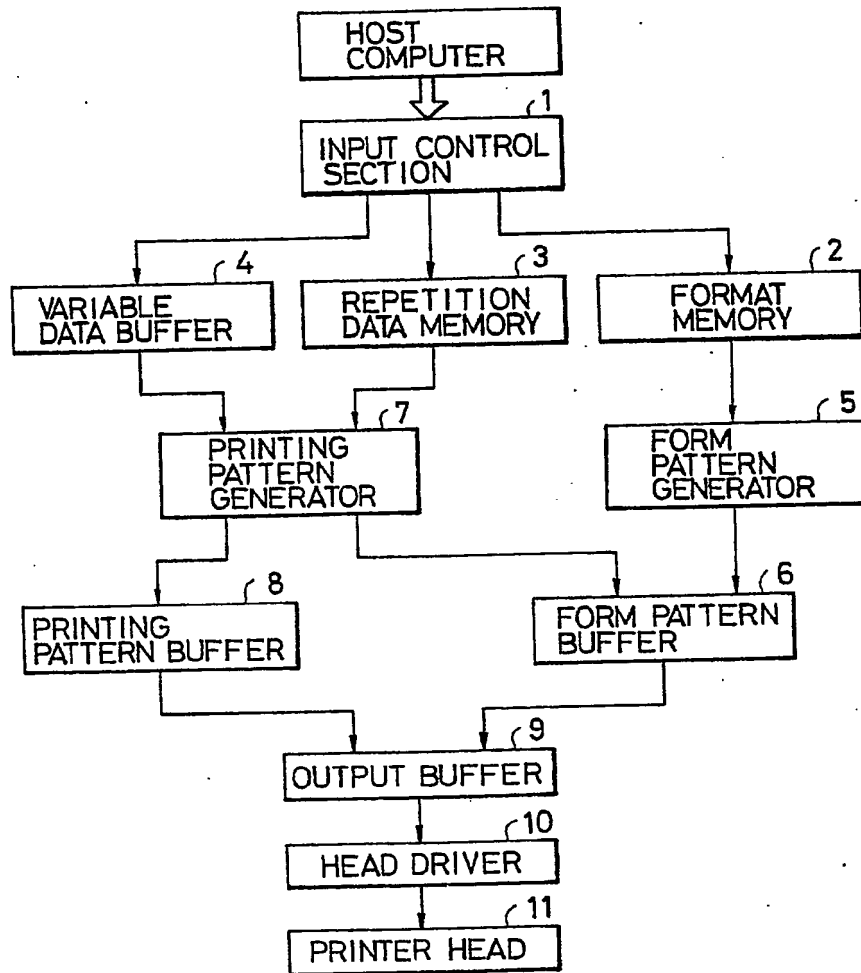 HOST
COMPUTER
1
INPUT CONTROL
SECTION
4
VARIABLE
DATA BUFFER
3
REPETITION
DATA MEMORY
2
FORMAT
MEMORY
7
PRINTING
PATTERN
GENERATOR
5
FORM
PATTERN
GENERATOR
8
PRINTING
PATTERN BUFFER
6
FORM PATTERN
BUFFER
9
OUTPUT BUFFER
10
HEAD DRIVER
11
PRINTER HEAD